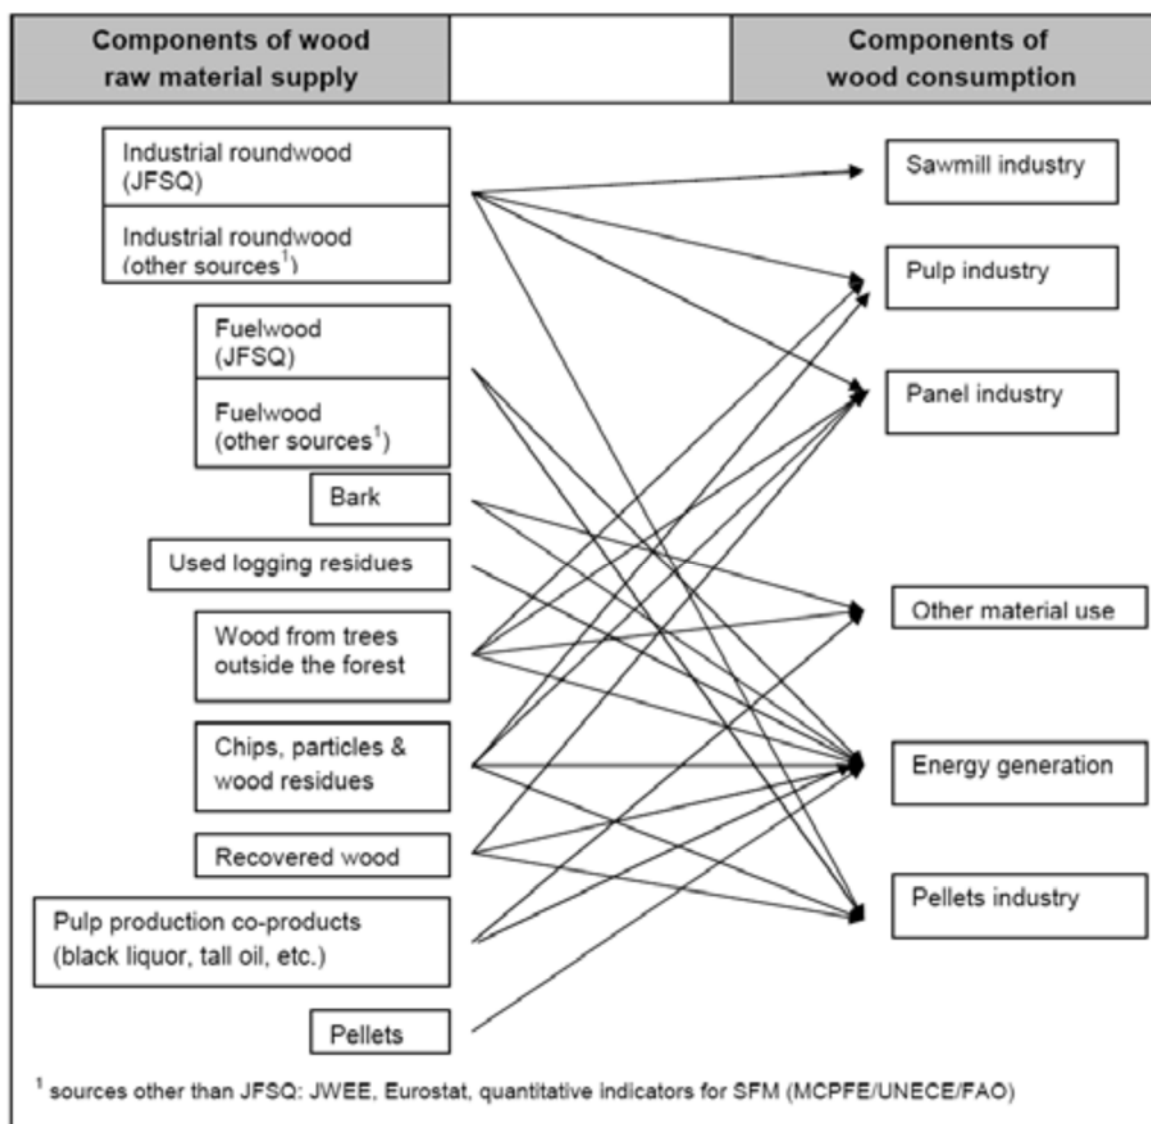 Components of wood
raw material supply
Components of
wood consumption
Industrial roundwood
(JFSQ)
Industrial roundwood
(other sources¹)
Fuelwood
(JFSQ)
Fuelwood
(other sources¹)
Bark
Used logging residues
Wood from trees
outside the forest
Chips, particles &
wood residues
Recovered wood
Pulp production co-products
(black liquor, tall oil, etc.)
Pellets
Sawmill industry
Pulp industry
Panel industry
Other material use
Energy generation
Pellets industry
¹ sources other than JFSQ: JWEE, Eurostat, quantitative indicators for SFM (MCPFE/UNECE/FAO)